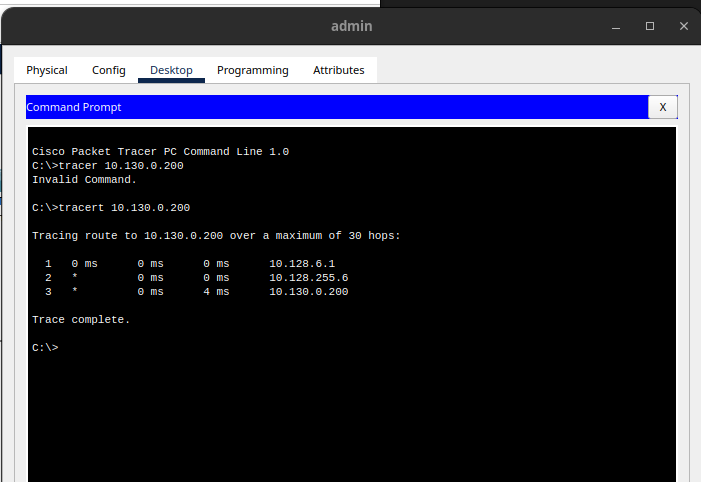 admin
Physical Config Desktop Programming Attributes
Command Prompt X
Cisco Packet Tracer PC Command Line 1.0
C:\>tracer 10.130.0.200
Invalid Command.
C:\>tracert 10.130.0.200
Tracing route to 10.130.0.200 over a maximum of 30 hops:
1 0 ms 0 ms 0 ms 10.128.6.1
2 * 0 ms 0 ms 10.128.255.6
3 * 0 ms 4 ms 10.130.0.200
Trace complete.
C:\>